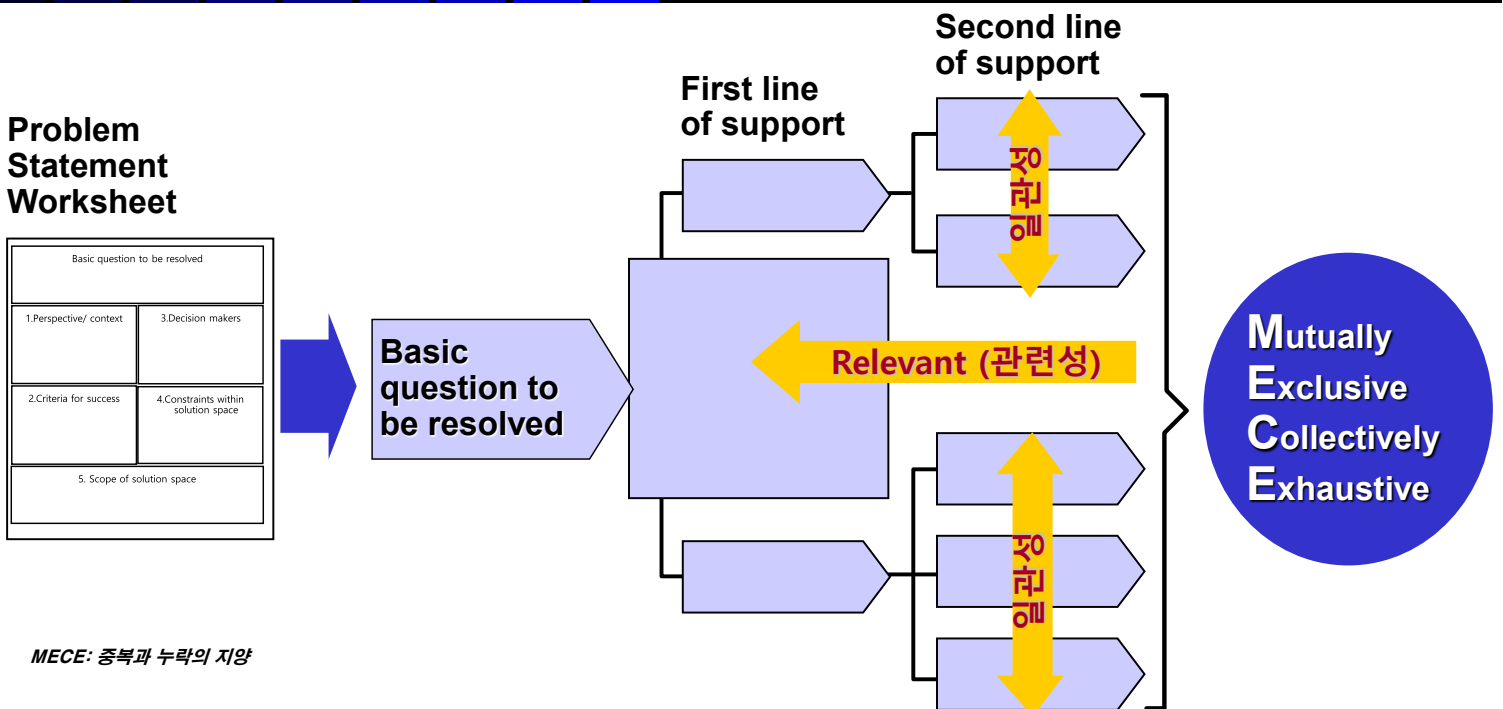 Problem
Statement
Worksheet
Basic question to be resolved
1.Perspective/ context
3.Decision makers
2.Criteria for success
4.Constraints within
solution space
5. Scope of solution space
MECE: 중복과 누락의 지양
Basic
question to
be resolved
First line
of support
Second line
of support
일관성
Relevant (관련성)
일관성
Mutually
Exclusive
Collectively
Exhaustive